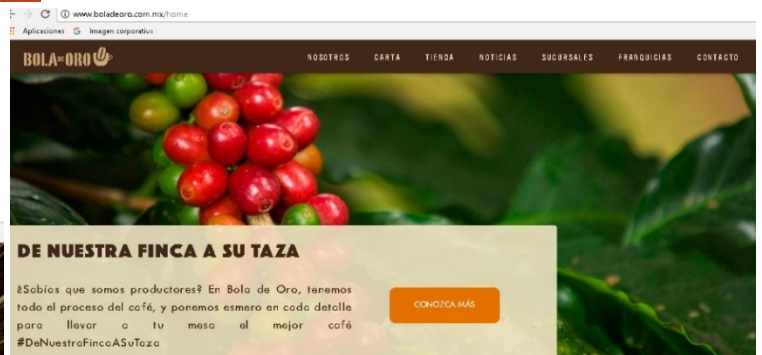 www.boladeoro.com.mx/home
Aplicaciones G Imagen corporativa
BOLA DE ORO
NOSOTROS CARTA TIENDA NOTICIAS SUCURSALES FRANQUICIAS CONTACTO
DE NUESTRA FINCA A SU TAZA
¿Sabías que somos productores? En Bola de Oro, tenemos
todo el proceso del café, y ponemos esmero en cada detalle
para llevar a tu mesa el mejor café
#DeNuestraFincaASuTaza
CONOZCA MÁS